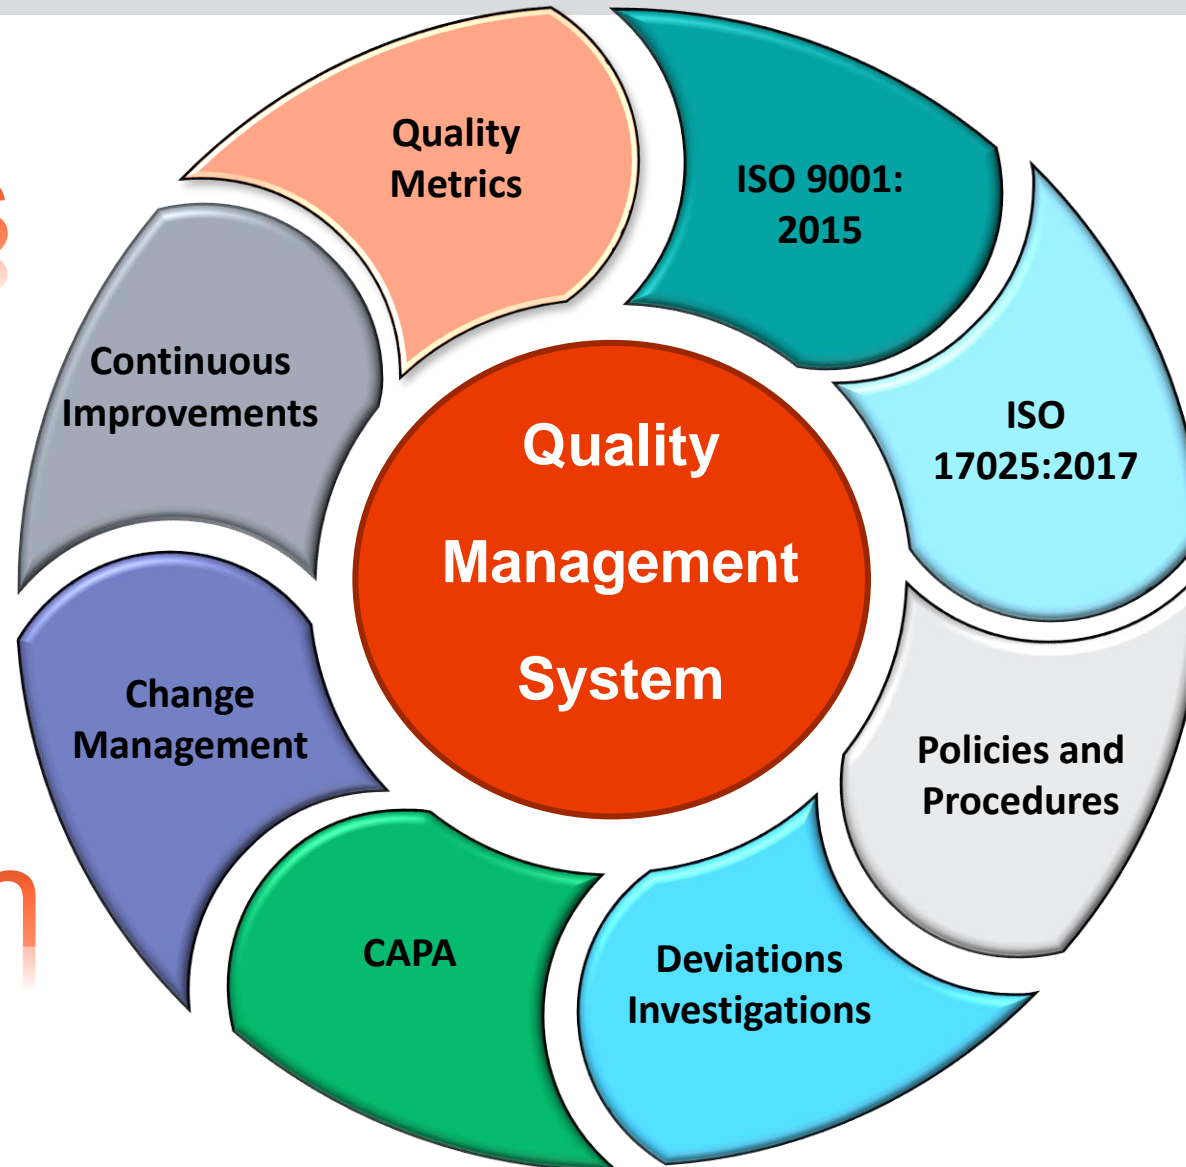 Quality
Metrics
ISO 9001:
2015
ISO
17025:2017
Policies and
Procedures
Deviations
Investigations
CAPA
Change
Management
Continuous
Improvements
Quality
Management
System